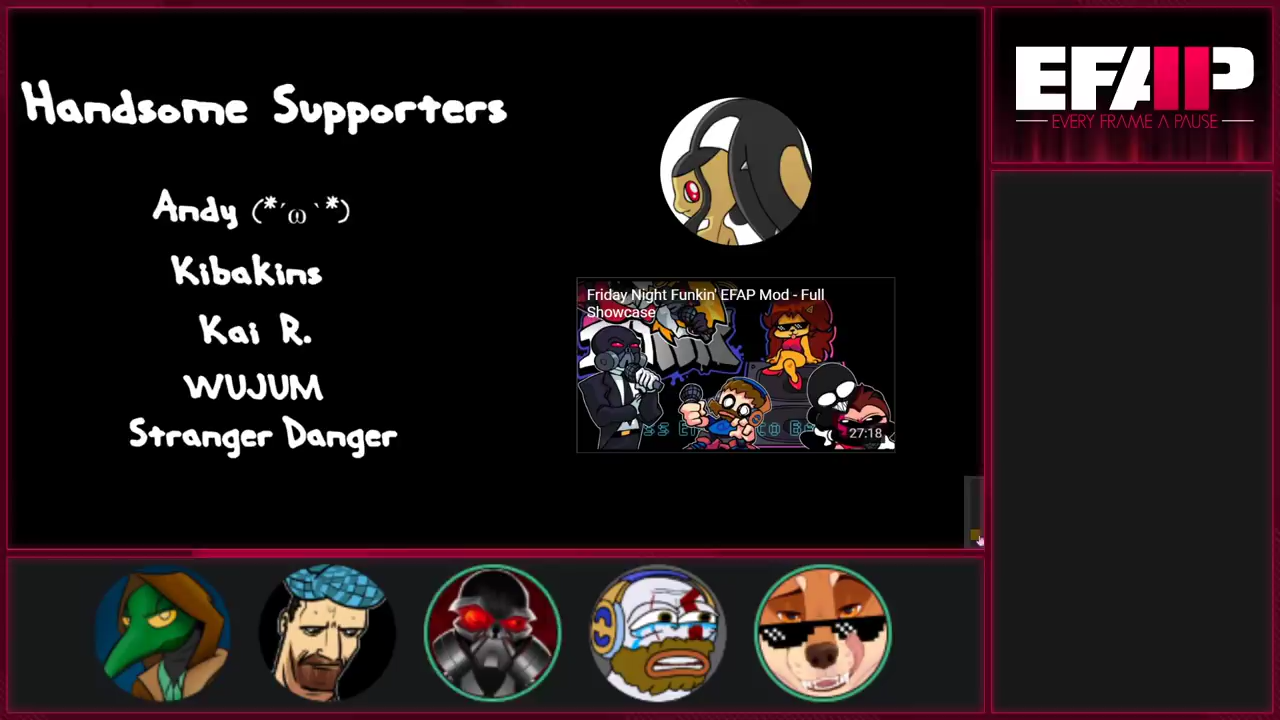 Handsome Supporters
Andy (*´ω`*)
Kibakins
Kai R.
WUJUM
Stranger Danger
Friday Night Funkin' EFAP Mod - Full
Showcase
27:18
EFAP
EVERY FRAME A PAUSE